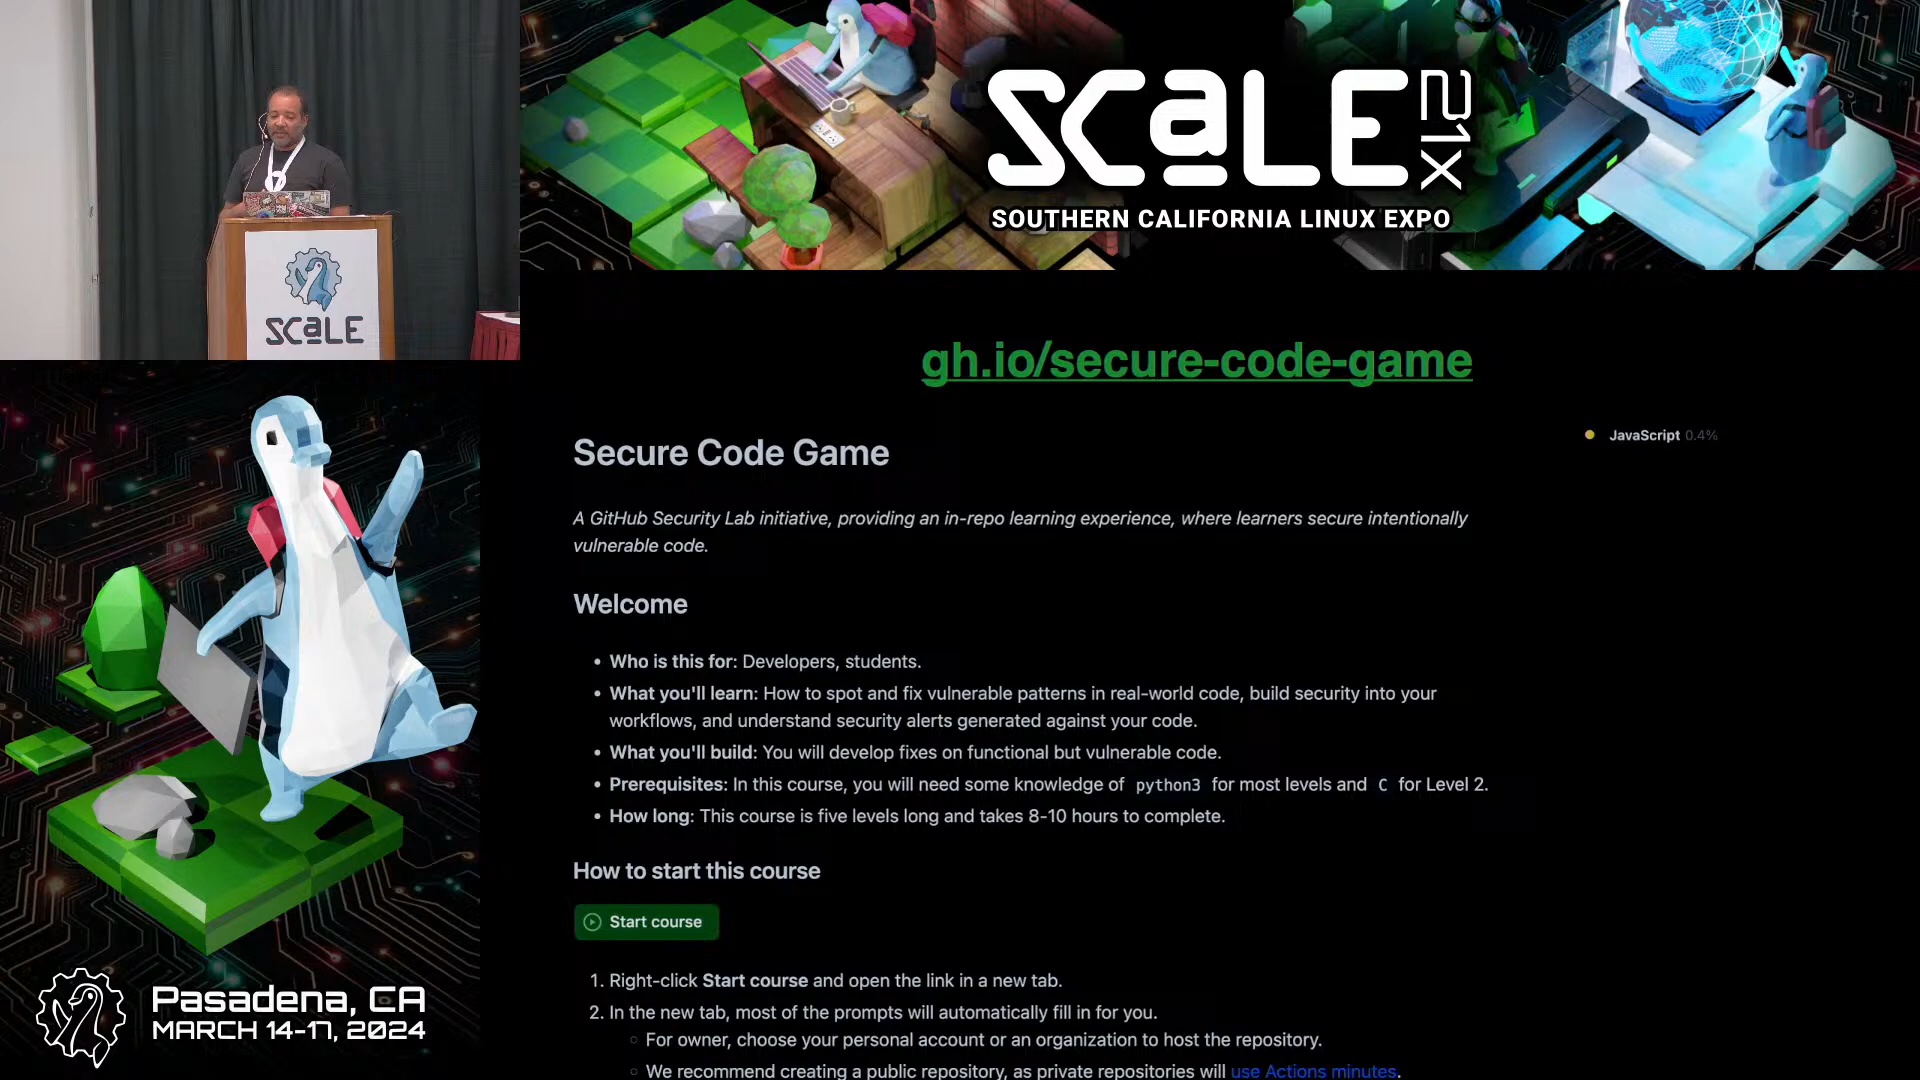 SCaLE 21X
SOUTHERN CALIFORNIA LINUX EXPO
SCaLE
gh.io/secure-code-game
JavaScript 0.4%
Secure Code Game
A GitHub Security Lab initiative, providing an in-repo learning experience, where learners secure intentionally
vulnerable code.
Welcome
• Who is this for: Developers, students.
• What you'll learn: How to spot and fix vulnerable patterns in real-world code, build security into your
workflows, and understand security alerts generated against your code.
• What you'll build: You will develop fixes on functional but vulnerable code.
• Prerequisites: In this course, you will need some knowledge of python3 for most levels and C for Level 2.
• How long: This course is five levels long and takes 8-10 hours to complete.
How to start this course
Start course
1. Right-click Start course and open the link in a new tab.
2. In the new tab, most of the prompts will automatically fill in for you.
○ For owner, choose your personal account or an organization to host the repository.
○ We recommend creating a public repository, as private repositories will use Actions minutes.
Pasadena, CA
MARCH 14-17, 2024